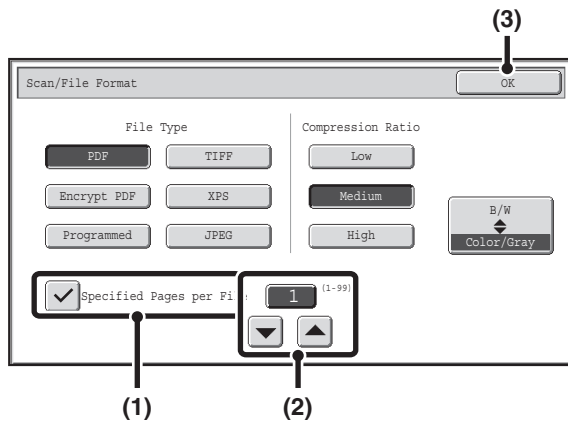 (3)
Scan/File Format
OK
File Type
Compression Ratio
PDF
TIFF
Low
Encrypt PDF
XPS
Medium
B/W
Color/Gray
Programmed
JPEG
High
Specified Pages per Fil
1
(1-99)
(1)
(2)